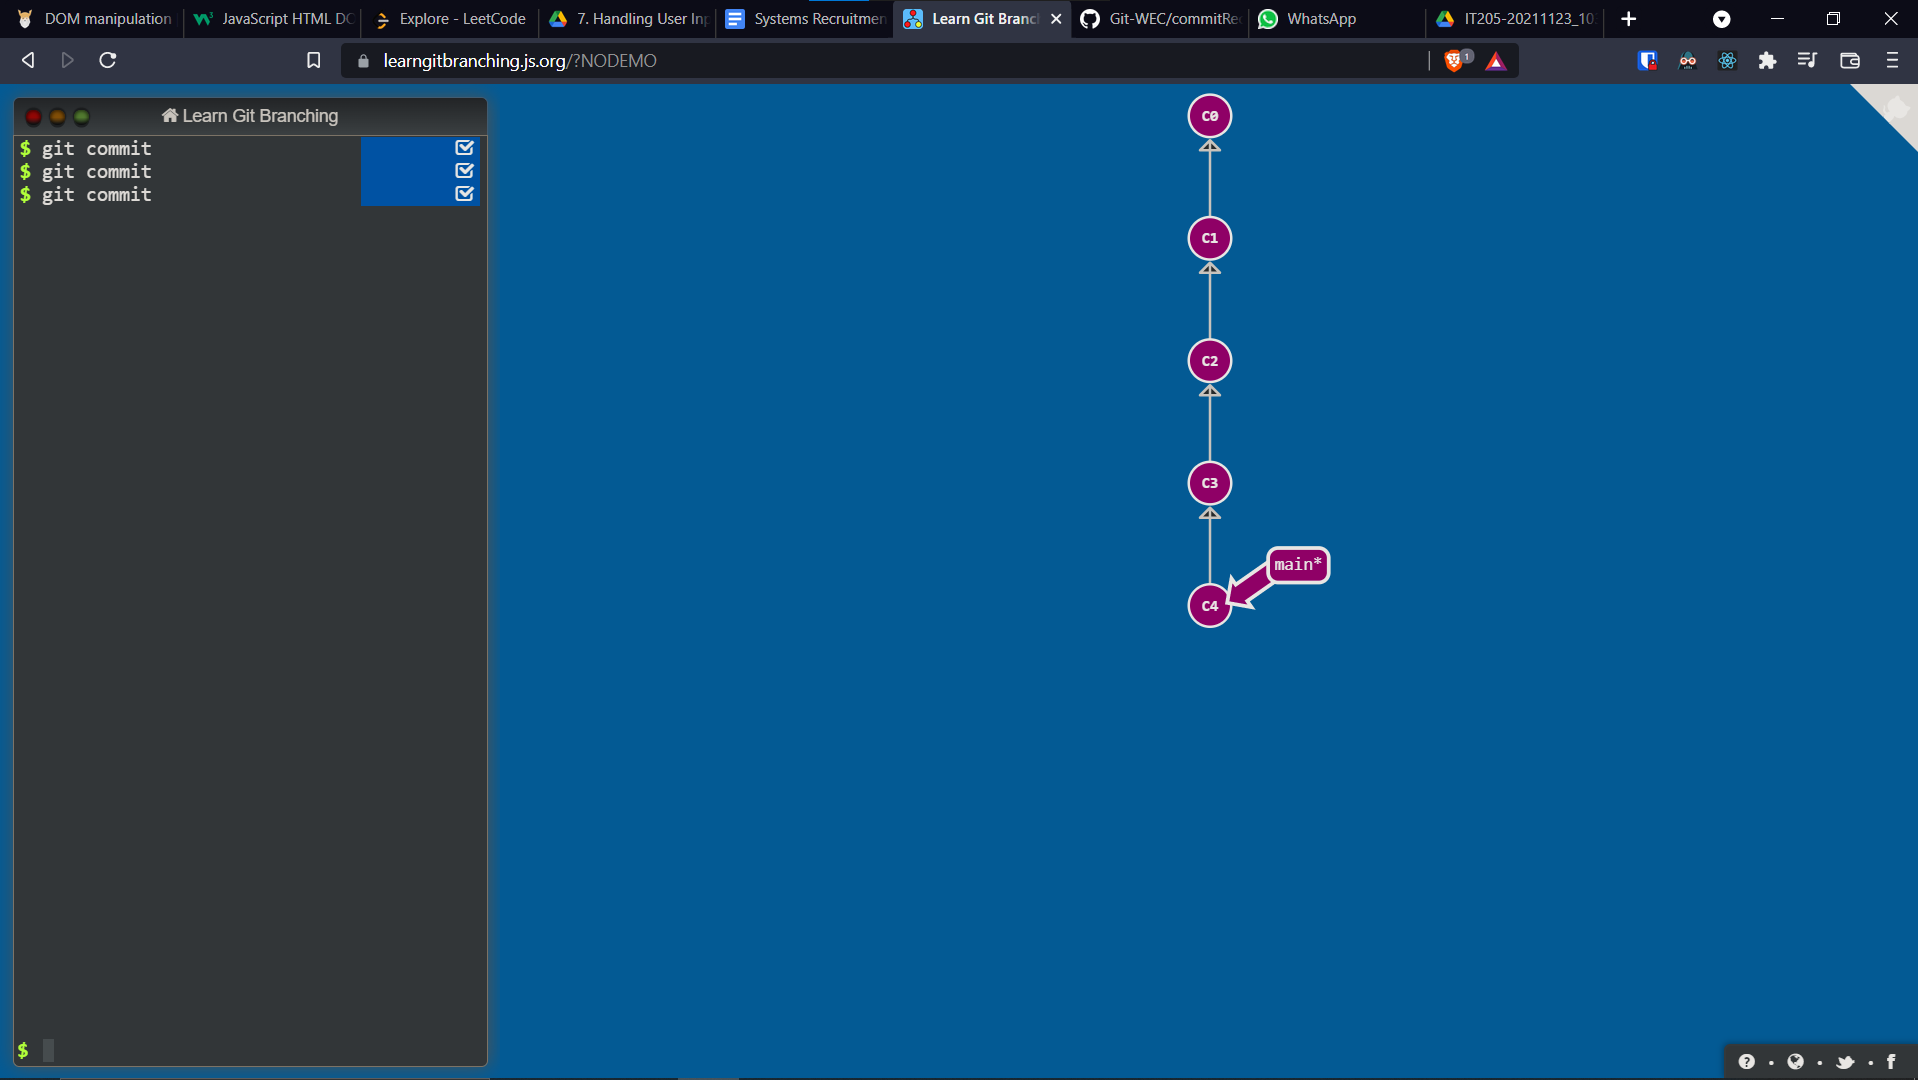 DOM manipulation
JavaScript HTML DO
Explore - LeetCode
7. Handling User Inp
Systems Recruitmen
Learn Git Branc
Git-WEC/commitRe
WhatsApp
IT205-20211123_10
learngitbranching.js.org/?NODEMO
1
Learn Git Branching
$ git commit
$ git commit
$ git commit
$
C0
C1
C2
C3
main*
C4